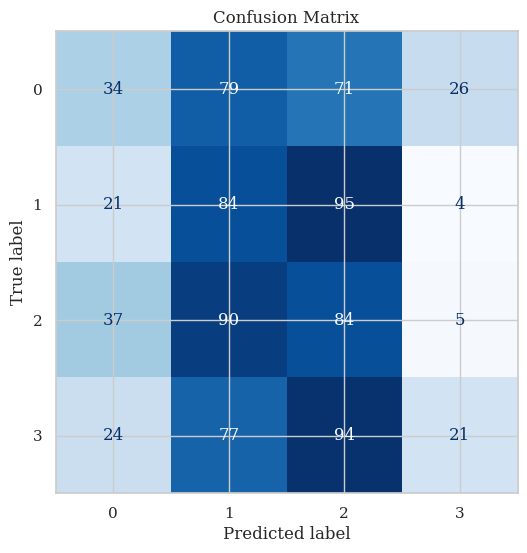 Confusion Matrix
0 34 79 71 26
1 21 84 95 4
2 37 90 84 5
3 24 77 94 21
0 1 2 3
Predicted label
True label